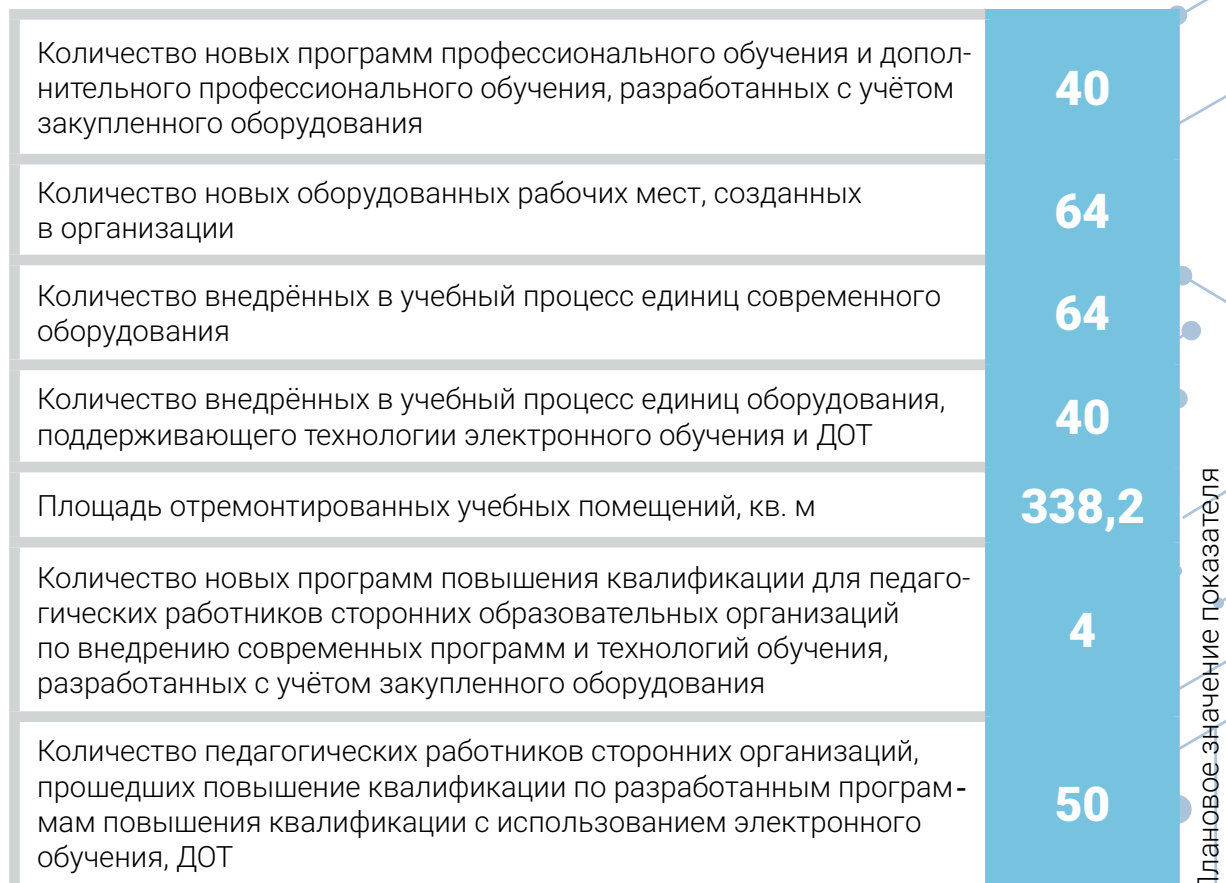 Количество новых программ профессионального обучения и допол-
нительного профессионального обучения, разработанных с учётом
закупленного оборудования
40
Количество новых оборудованных рабочих мест, созданных
в организации
64
Количество внедрённых в учебный процесс единиц современного
оборудования
64
Количество внедрённых в учебный процесс единиц оборудования,
поддерживающего технологии электронного обучения и ДОТ
40
Площадь отремонтированных учебных помещений, кв. м
338,2
Количество новых программ повышения квалификации для педаго-
гических работников сторонних образовательных организаций
по внедрению современных программ и технологий обучения,
разработанных с учётом закупленного оборудования
4
Количество педагогических работников сторонних организаций,
прошедших повышение квалификации по разработанным програм-
мам повышения квалификации с использованием электронного
обучения, ДОТ
50
Плановое значение показателя